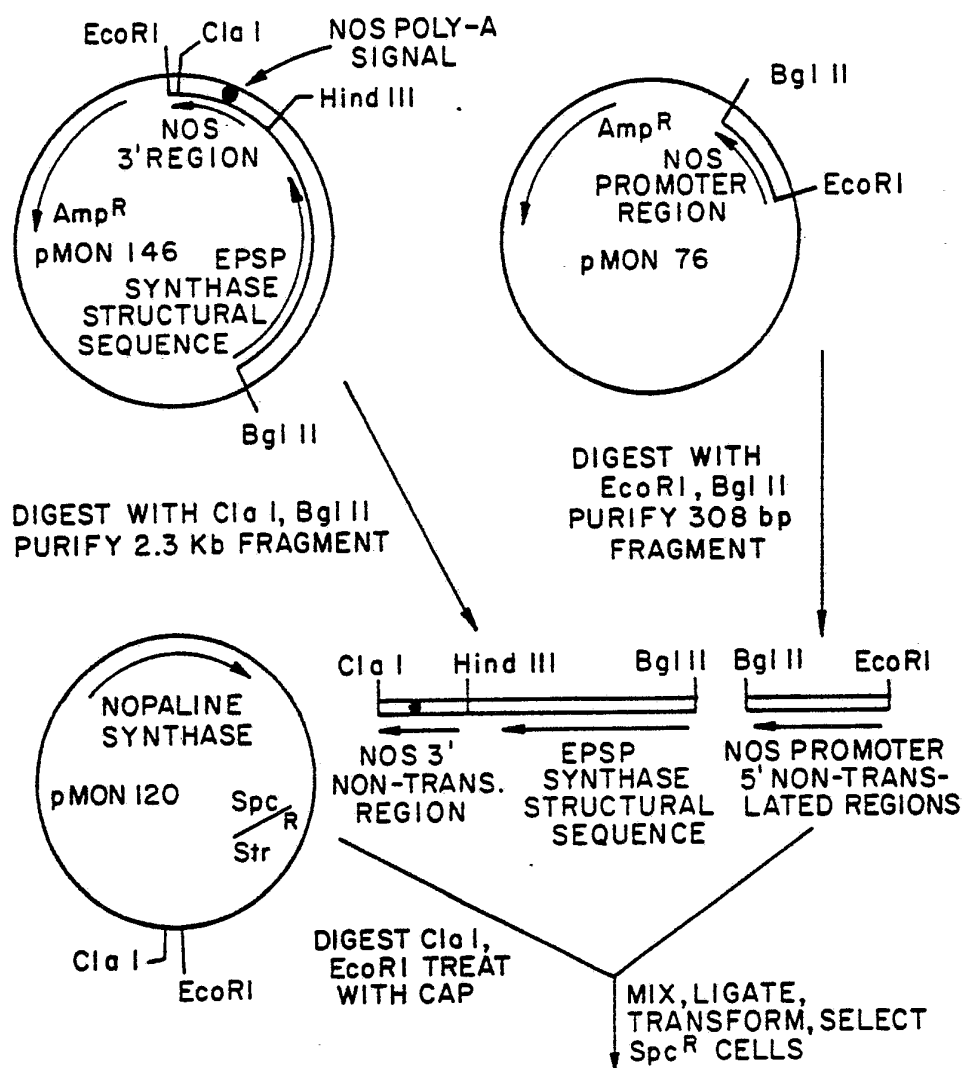 EcoRI
Cla I
NOS POLY-A
SIGNAL
Hind III
NOS
3' REGION
Amp R
pMON 146
EPSP
SYNTHASE
STRUCTURAL
SEQUENCE
Bgl II
Bgl II
Amp R
NOS
PROMOTER
REGION
EcoRI
pMON 76
DIGEST WITH Cla I, Bgl II
PURIFY 2.3 Kb FRAGMENT
DIGEST WITH
EcoRI, Bgl II
PURIFY 308 bp
FRAGMENT
NOPALINE
SYNTHASE
pMON 120
Spc
R
Str
Cla I
EcoRI
Cla I
Hind III
Bgl II
Bgl II
EcoRI
NOS 3'
NON-TRANS.
REGION
EPSP
SYNTHASE
STRUCTURAL
SEQUENCE
NOS PROMOTER
5' NON-TRANS-
LATED REGIONS
DIGEST Cla I,
EcoRI TREAT
WITH CAP
MIX, LIGATE,
TRANSFORM, SELECT
Spc R CELLS